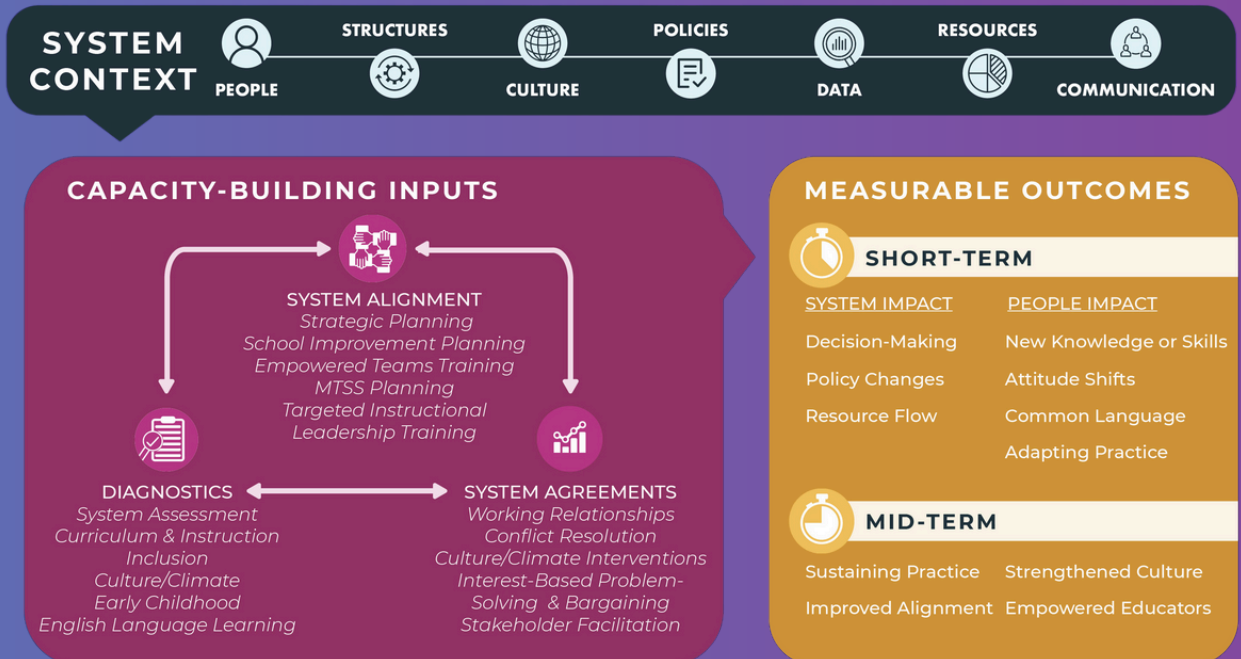 SYSTEM
CONTEXT
PEOPLE
STRUCTURES
CULTURE
POLICIES
DATA
RESOURCES
COMMUNICATION
CAPACITY-BUILDING INPUTS
SYSTEM ALIGNMENT
Strategic Planning
School Improvement Planning
Empowered Teams Training
MTSS Planning
Targeted Instructional
Leadership Training
DIAGNOSTICS
System Assessment
Curriculum & Instruction
Inclusion
Culture/Climate
Early Childhood
English Language Learning
SYSTEM AGREEMENTS
Working Relationships
Conflict Resolution
Culture/Climate Interventions
Interest-Based Problem-
Solving & Bargaining
Stakeholder Facilitation
MEASURABLE OUTCOMES
SHORT-TERM
SYSTEM IMPACT
Decision-Making
Policy Changes
Resource Flow
PEOPLE IMPACT
New Knowledge or Skills
Attitude Shifts
Common Language
Adapting Practice
MID-TERM
Sustaining Practice
Improved Alignment
Strengthened Culture
Empowered Educators